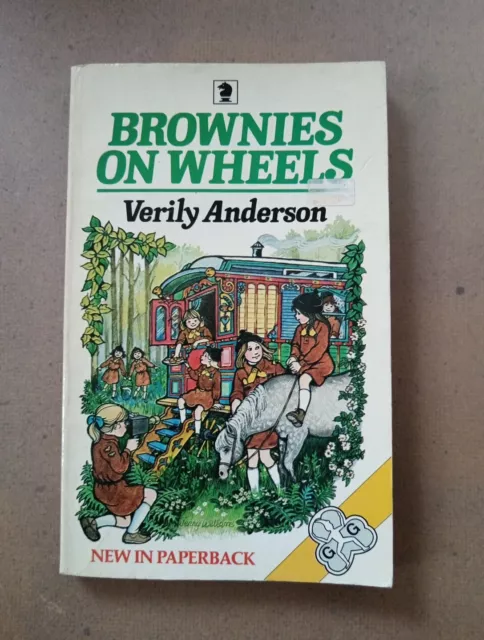 BROWNIES
ON WHEELS
Verily Anderson
NEW IN PAPERBACK
G G